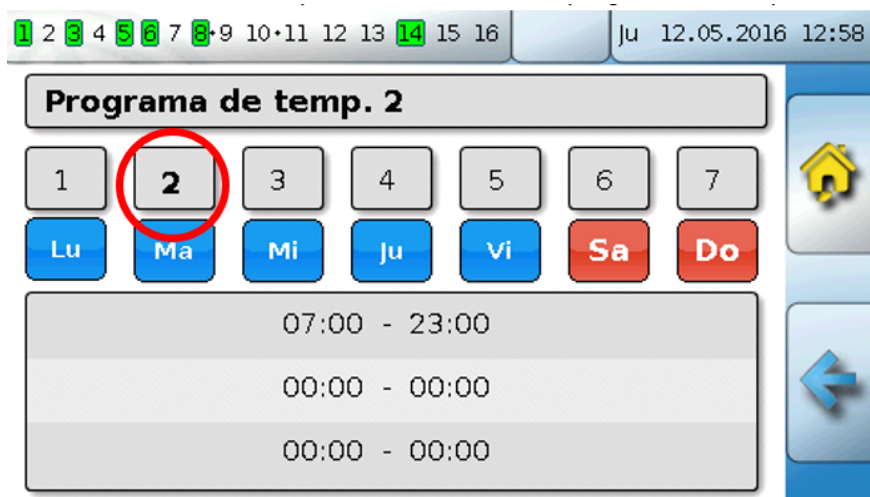 1 2 3 4 5 6 7 8·9 10·11 12 13 14 15 16 Ju 12.05.2016 12:58
Programa de temp. 2
1 2 3 4 5 6 7
Lu Ma Mi Ju Vi Sa Do
07:00 - 23:00
00:00 - 00:00
00:00 - 00:00